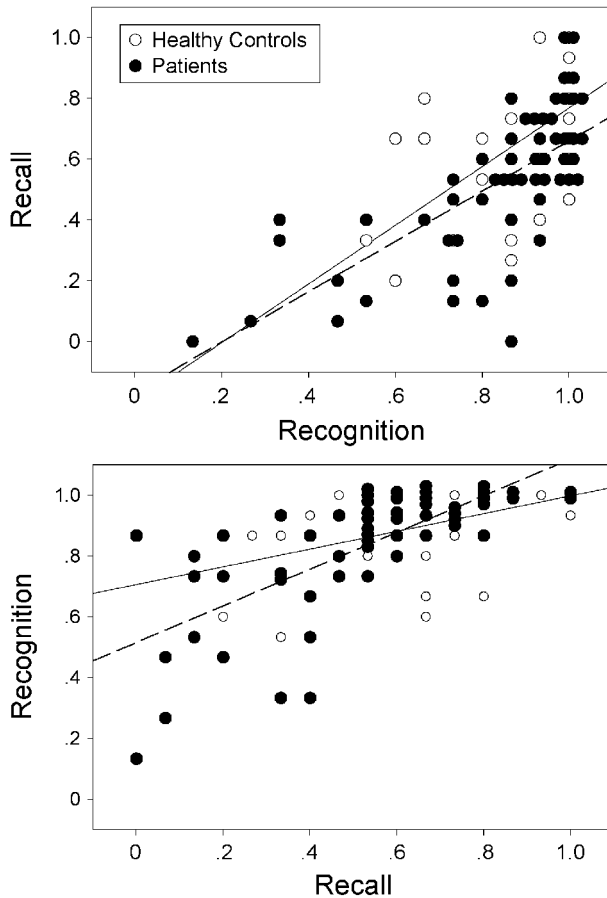 Healthy Controls
Patients
1.0
.8
.6
.4
.2
0
Recall
0 .2 .4 .6 .8 1.0
Recognition
1.0
.8
.6
.4
.2
0
Recognition
0 .2 .4 .6 .8 1.0
Recall